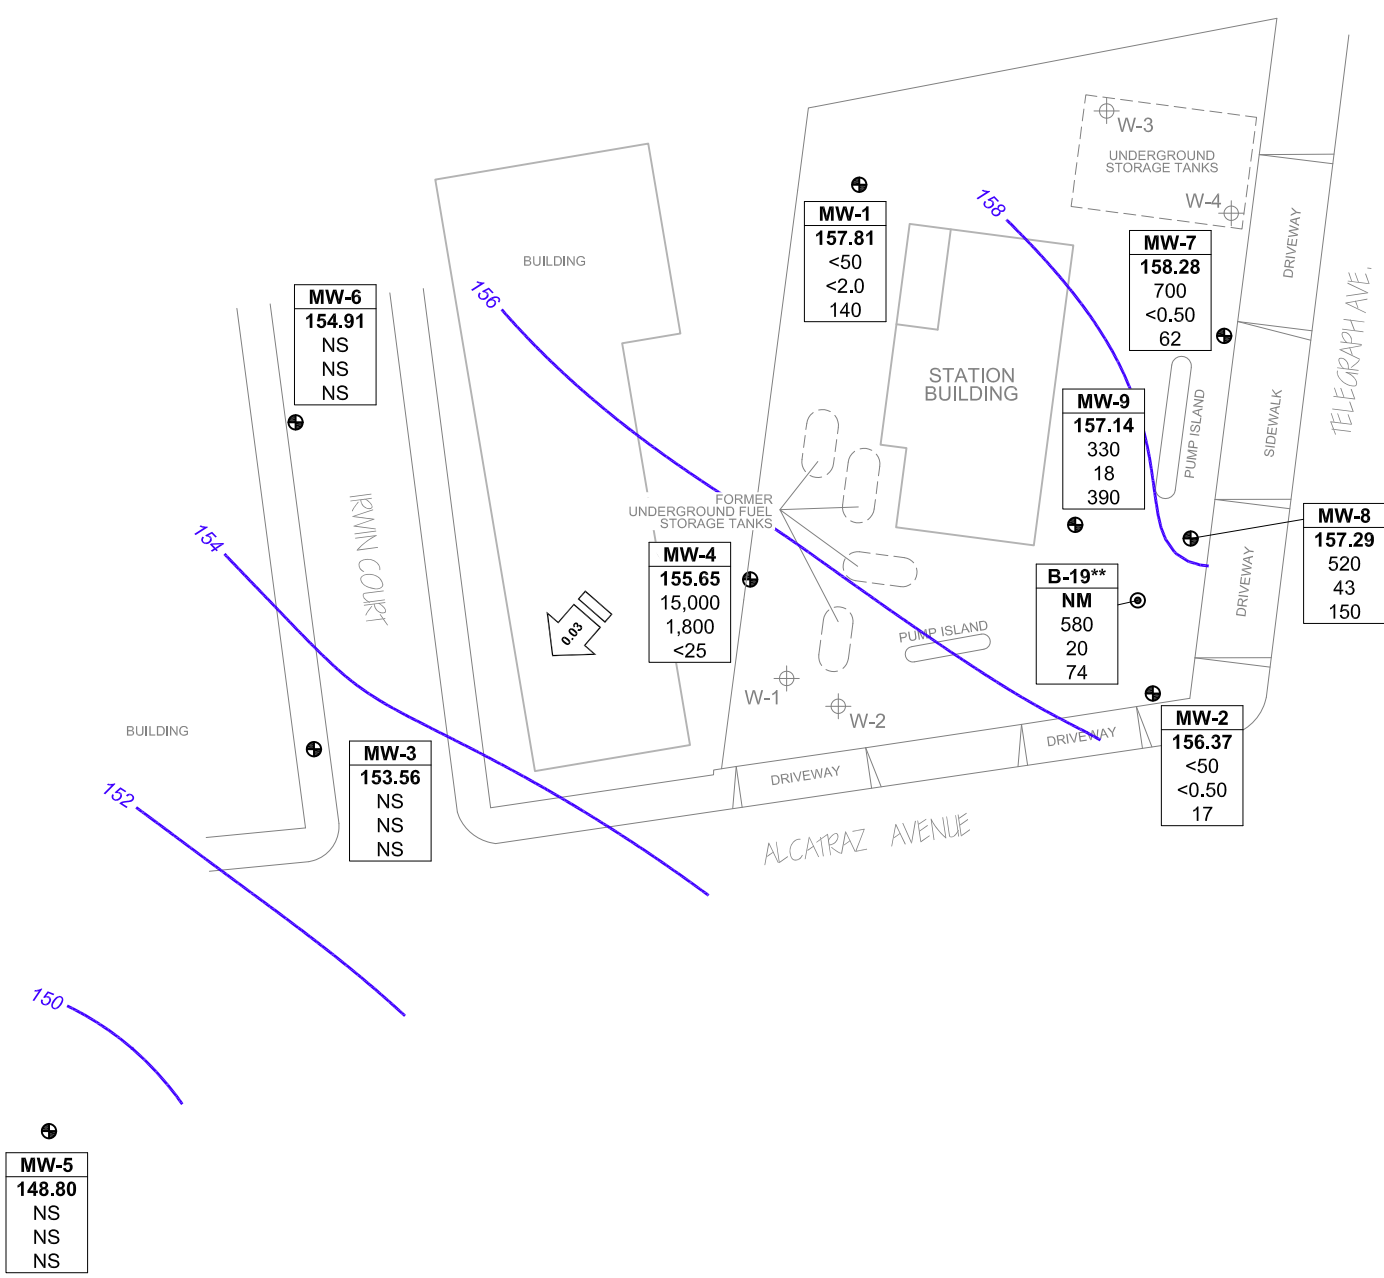 W-3
UNDERGROUND
STORAGE TANKS
W-4
158
MW-1
157.81
<50
<2.0
140
MW-7
158.28
700
<0.50
62
DRIVEWAY
TELEGRAPH AVE.
BUILDING
156
MW-6
154.91
NS
NS
NS
STATION
BUILDING
MW-9
157.14
330
18
390
PUMP ISLAND
SIDEWALK
FORMER
UNDERGROUND FUEL
STORAGE TANKS
IRWIN COURT
154
MW-4
155.65
15,000
1,800
<25
MW-8
157.29
520
43
150
DRIVEWAY
B-19**
NM
580
20
74
0.03
PUMP ISLAND
W-1
W-2
BUILDING
MW-3
153.56
NS
NS
NS
DRIVEWAY
DRIVEWAY
MW-2
156.37
<50
<0.50
17
152
ALCATRAZ AVENUE
150
MW-5
148.80
NS
NS
NS